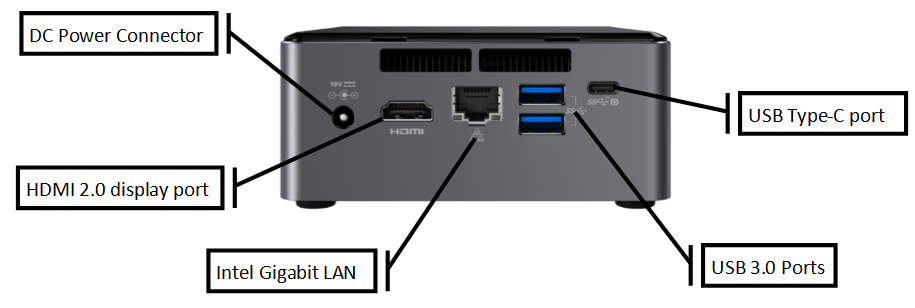 DC Power Connector
19V
HDMI
SS
D
USB Type-C port
HDMI 2.0 display port
Intel Gigabit LAN
USB 3.0 Ports